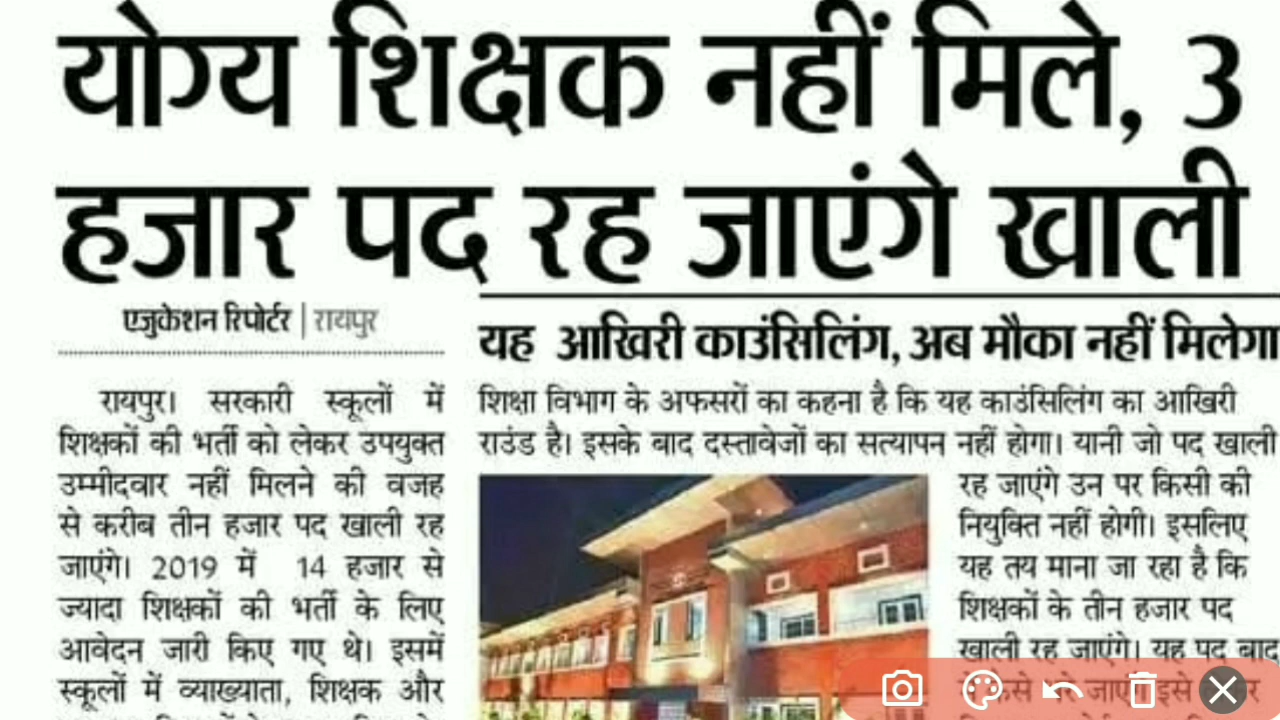 योग्य शिक्षक नहीं मिले, 3
हजार पद रह जाएंगे खाली
एजुकेशन रिपोर्टर | रायपुर
रायपुर। सरकारी स्कूलों में
शिक्षकों की भर्ती को लेकर उपयुक्त
उम्मीदवार नहीं मिलने की वजह
से करीब तीन हजार पद खाली रह
जाएंगे। 2019 में 14 हजार से
ज्यादा शिक्षकों की भर्ती के लिए
आवेदन जारी किए गए थे। इसमें
स्कूलों में व्याख्याता, शिक्षक और
यह आखिरी काउंसिलिंग, अब मौका नहीं मिलेगा
शिक्षा विभाग के अफसरों का कहना है कि यह काउंसिलिंग का आखिरी
राउंड है। इसके बाद दस्तावेजों का सत्यापन नहीं होगा। यानी जो पद खाली
रह जाएंगे उन पर किसी की
नियुक्ति नहीं होगी। इसलिए
यह तय माना जा रहा है कि
शिक्षकों के तीन हजार पद
खाली रह जाएंगे। यह पद बाद
जाएंगे इसे